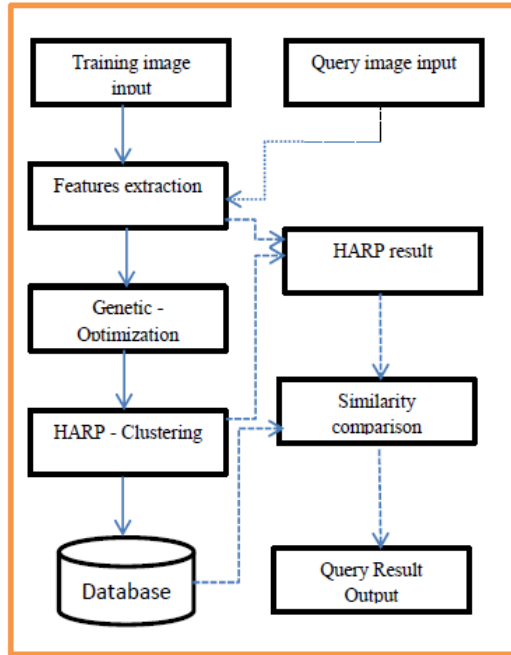 Training image
input
Query image input
Features extraction
HARP result
Genetic -
Optimization
Similarity
comparison
HARP - Clustering
Database
Query Result
Output